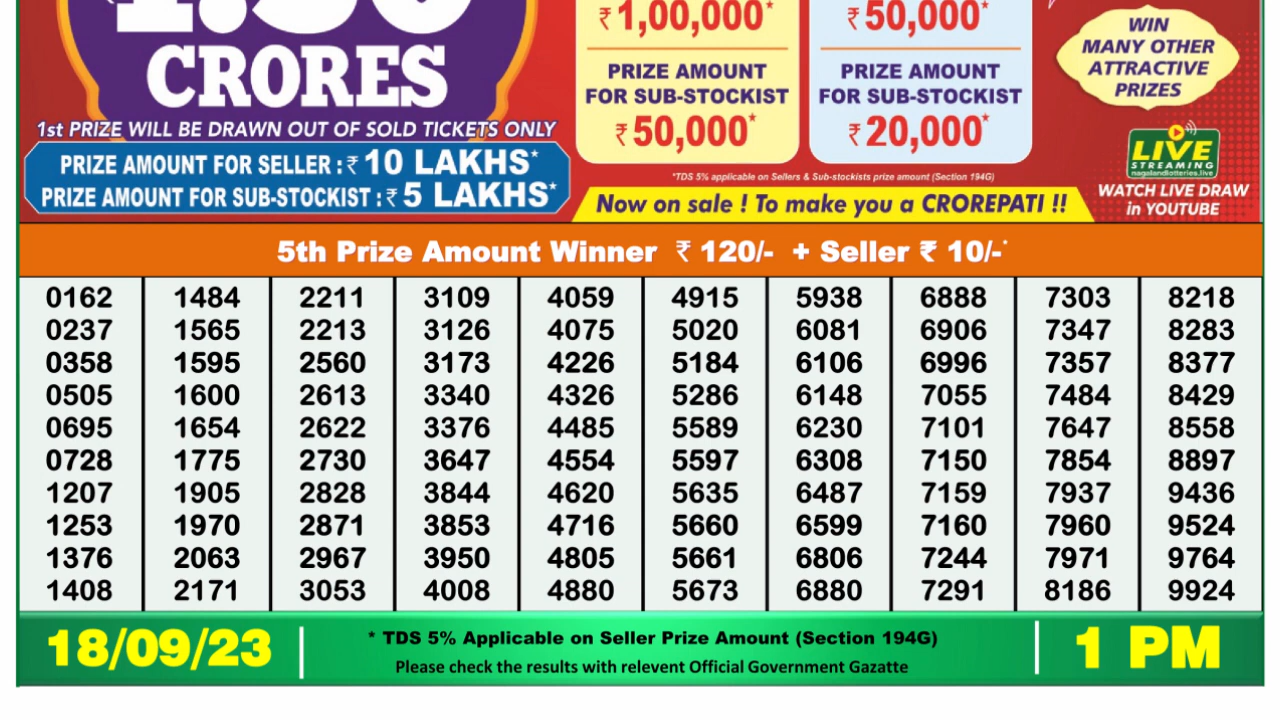 CRORES
1st PRIZE WILL BE DRAWN OUT OF SOLD TICKETS ONLY
PRIZE AMOUNT FOR SELLER : ₹ 10 LAKHS*
PRIZE AMOUNT FOR SUB-STOCKIST : ₹ 5 LAKHS*
₹ 1,00,000*
PRIZE AMOUNT
FOR SUB-STOCKIST
₹ 50,000*
₹ 50,000*
PRIZE AMOUNT
FOR SUB-STOCKIST
₹ 20,000*
*TDS 5% applicable on Sellers & Sub-stockists prize amount (Section 194G)
Now on sale ! To make you a CROREPATI !!
WIN
MANY OTHER
ATTRACTIVE
PRIZES
LIVE
STREAMING
nagalandlotteries.live
WATCH LIVE DRAW
in YOUTUBE
5th Prize Amount Winner ₹ 120/- + Seller ₹ 10/-*
0162 1484 2211 3109 4059 4915 5938 6888 7303 8218
0237 1565 2213 3126 4075 5020 6081 6906 7347 8283
0358 1595 2560 3173 4226 5184 6106 6996 7357 8377
0505 1600 2613 3340 4326 5286 6148 7055 7484 8429
0695 1654 2622 3376 4485 5589 6230 7101 7647 8558
0728 1775 2730 3647 4554 5597 6308 7150 7854 8897
1207 1905 2828 3844 4620 5635 6487 7159 7937 9436
1253 1970 2871 3853 4716 5660 6599 7160 7960 9524
1376 2063 2967 3950 4805 5661 6806 7244 7971 9764
1408 2171 3053 4008 4880 5673 6880 7291 8186 9924
18/09/23
* TDS 5% Applicable on Seller Prize Amount (Section 194G)
Please check the results with relevent Official Government Gazatte
1 PM